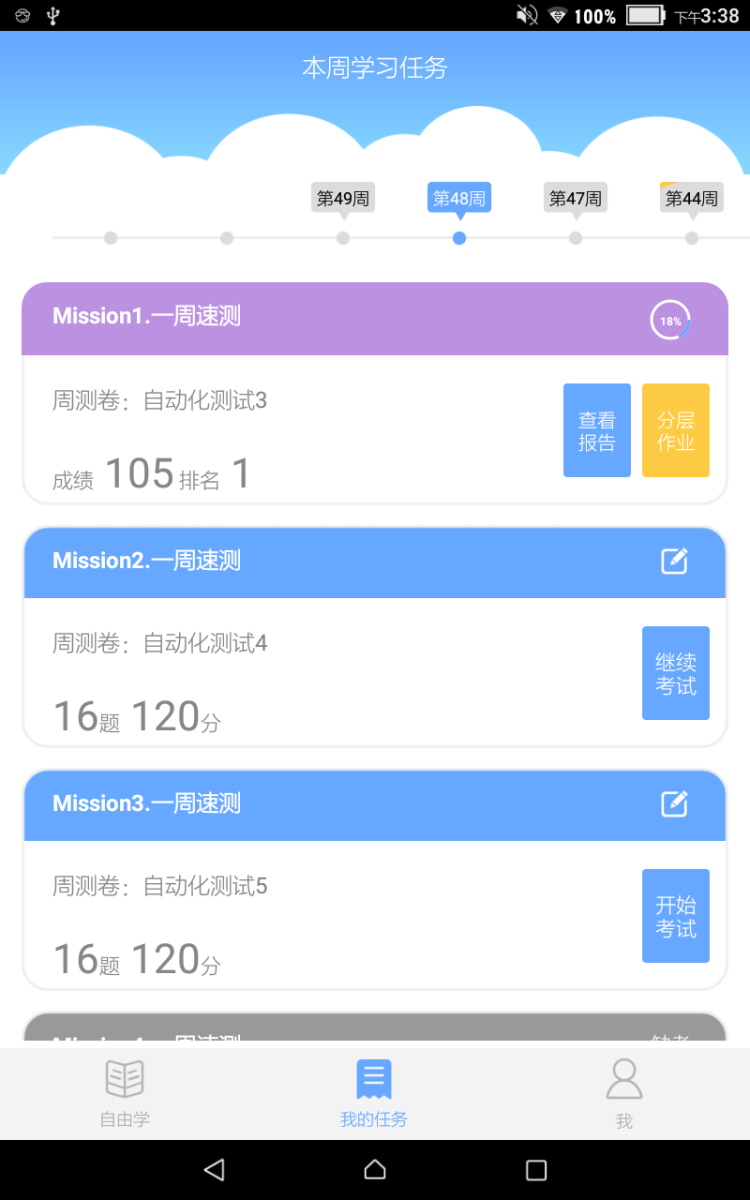 100% 下午3:38
本周学习任务
第49周 第48周 第47周 第44周
Mission1.一周速测 18%
周测卷：自动化测试3
查看
报告
分层
作业
成绩 105 排名 1
Mission2.一周速测
周测卷：自动化测试4
继续
考试
16题 120分
Mission3.一周速测
周测卷：自动化测试5
开始
考试
16题 120分
自由学 我的任务 我